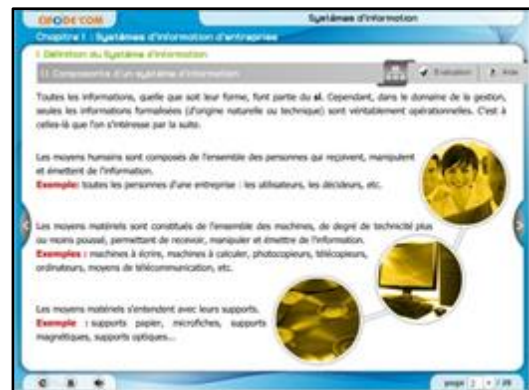 Systèmes d'information
Chapitre I : Systèmes d'information d'entreprise
Définition du Système d'information
Composants d'un système d'information
Evaluation
Aide
Toutes les informations, quelle que soit leur forme, font partie du si. Cependant, dans le domaine de la gestion,
seules les informations formalisées (d'origine naturelle ou technique) sont véritablement opérationnelles. C'est à
celles-là que l'on s'intéresse par la suite.
Les moyens humains sont composés de l'ensemble des personnes qui reçoivent, manipulent
et émettent de l'information.
Exemple: toutes les personnes d'une entreprise : les utilisateurs, les décideurs, etc.
Les moyens matériels sont constitués de l'ensemble des machines, de degré de technicité plus
ou moins poussé, permettant de recevoir, manipuler et émettre de l'information.
Exemples : machines à écrire, machines à calculer, photocopieurs, télécopieurs,
ordinateurs, moyens de télécommunication, etc.
Les moyens matériels s'entendent avec leurs supports.
Exemple : supports papier, microfiches, supports
magnétiques, supports optiques...
page